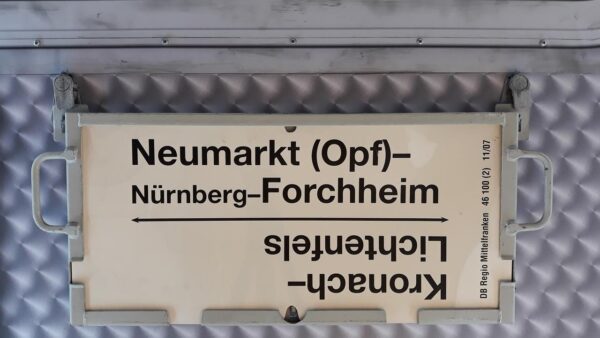 Neumarkt (Opf)–
Nürnberg–Forchheim
Kronach–
Lichtenfels
DB Regio Mittelfranken 46 100 (2) 11/07